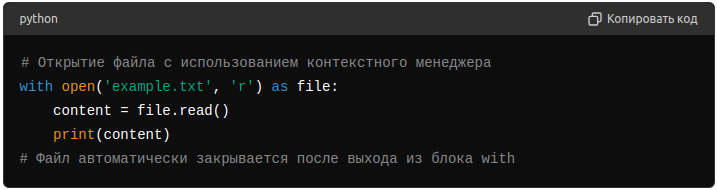 python
Копировать код
# Открытие файла с использованием контекстного менеджера
with open('example.txt', 'r') as file:
    content = file.read()
    print(content)
# Файл автоматически закрывается после выхода из блока with